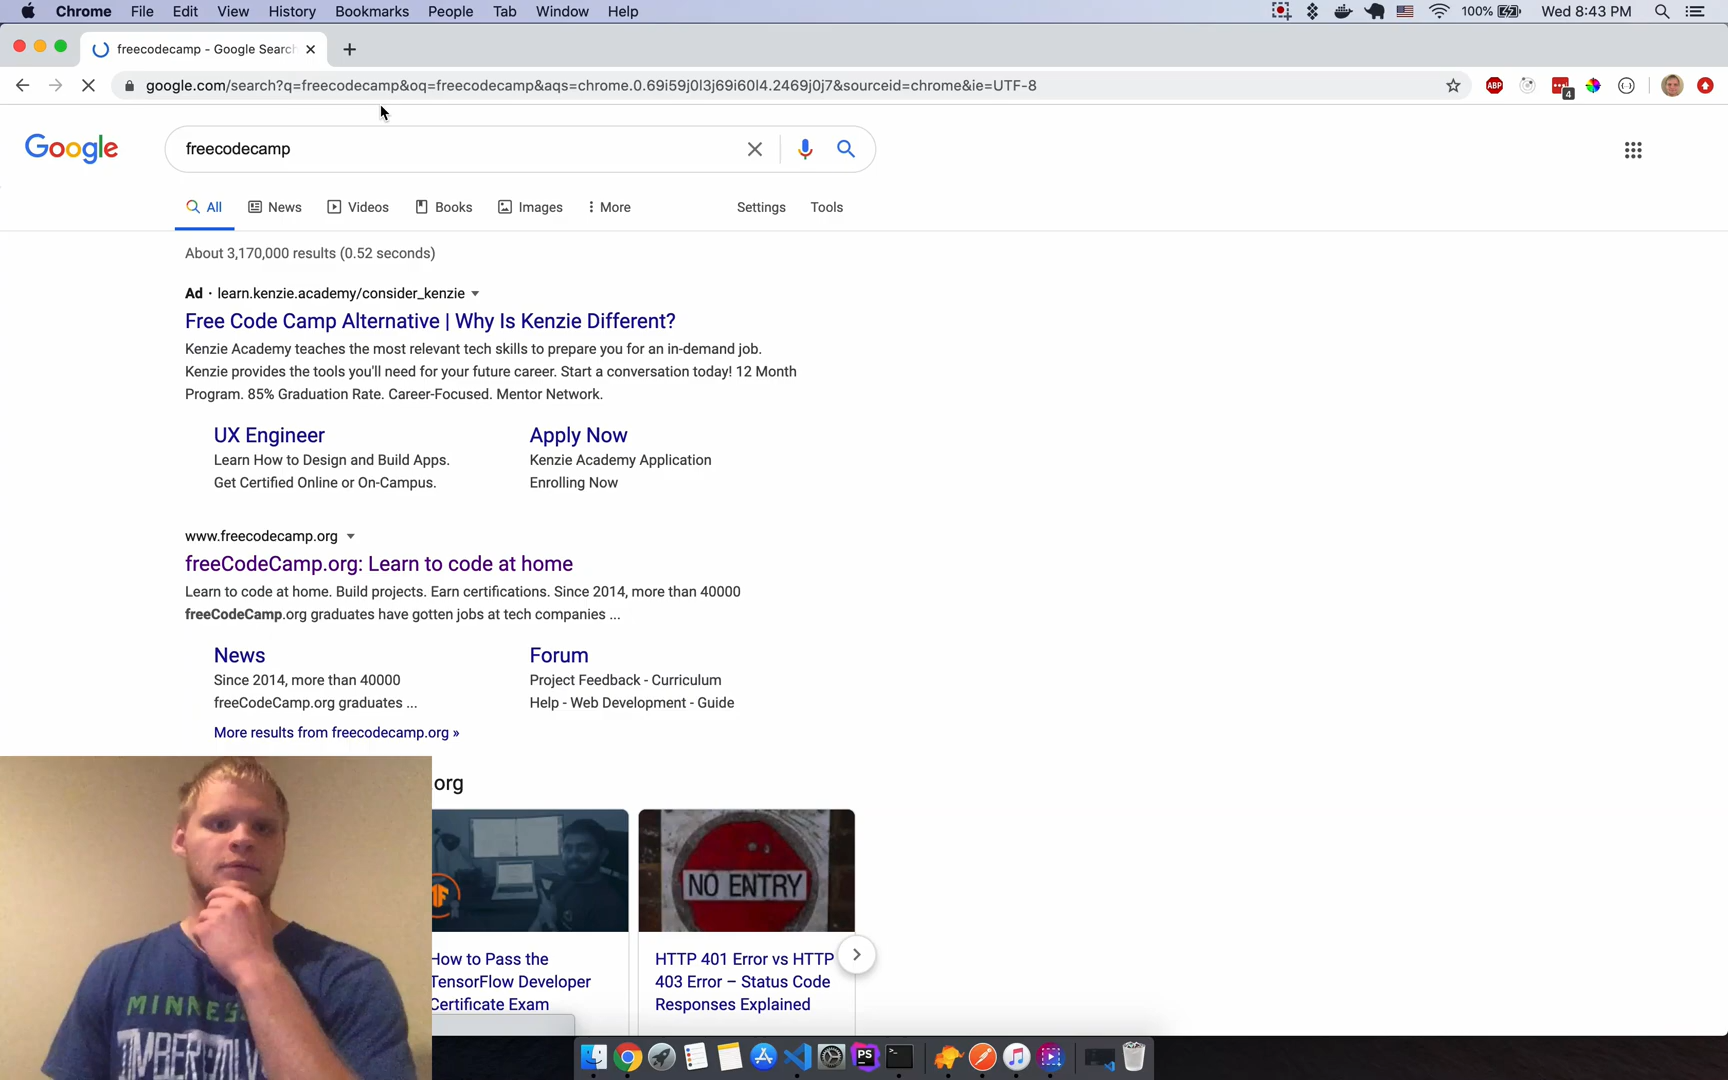 Chrome File Edit View History Bookmarks People Tab Window Help 100% Wed 8:43 PM
freecodecamp - Google Search
google.com/search?q=freecodecamp&oq=freecodecamp&aqs=chrome.0.69i59j0l3j69i60l4.2469j0j7&sourceid=chrome&ie=UTF-8
ABP
4
Google
freecodecamp
All News Videos Books Images More Settings Tools
About 3,170,000 results (0.52 seconds)
Ad · learn.kenzie.academy/consider_kenzie
Free Code Camp Alternative | Why Is Kenzie Different?
Kenzie Academy teaches the most relevant tech skills to prepare you for an in-demand job.
Kenzie provides the tools you'll need for your future career. Start a conversation today! 12 Month
Program. 85% Graduation Rate. Career-Focused. Mentor Network.
UX Engineer
Learn How to Design and Build Apps.
Get Certified Online or On-Campus.
Apply Now
Kenzie Academy Application
Enrolling Now
www.freecodecamp.org
freeCodeCamp.org: Learn to code at home
Learn to code at home. Build projects. Earn certifications. Since 2014, more than 40000
freeCodeCamp.org graduates have gotten jobs at tech companies ...
News
Since 2014, more than 40000
freeCodeCamp.org graduates ...
Forum
Project Feedback - Curriculum
Help - Web Development - Guide
More results from freecodecamp.org »
org
NO ENTRY
How to Pass the
TensorFlow Developer
Certificate Exam
HTTP 401 Error vs HTTP
403 Error – Status Code
Responses Explained
PS